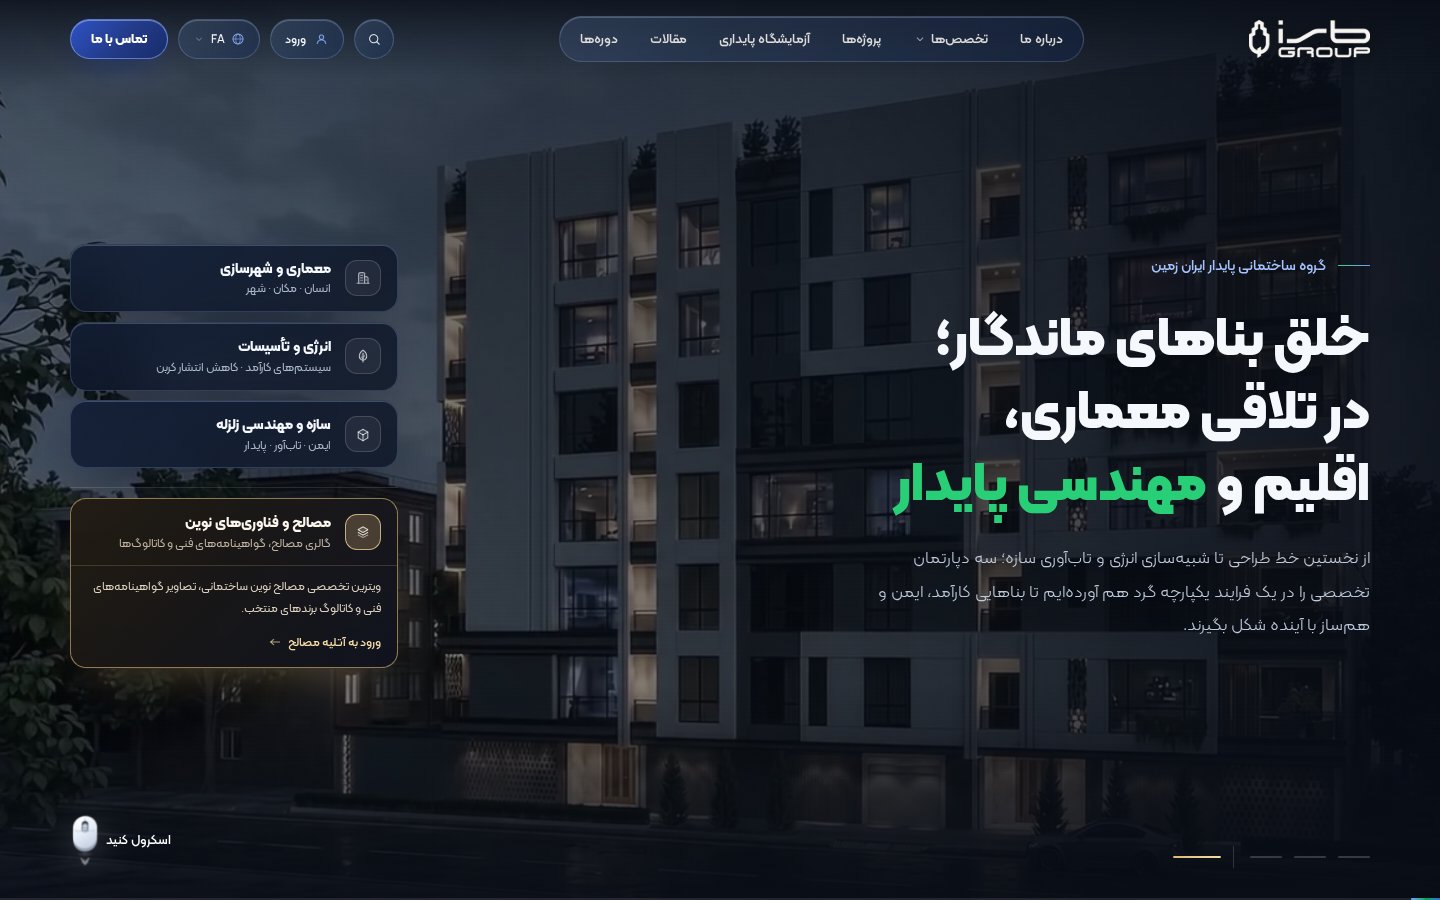 isrb
GROUP
درباره ما
تخصص‌ها
پروژه‌ها
آزمایشگاه پایداری
مقالات
دوره‌ها
ورود
FA
تماس با ما
گروه ساختمانی پایدار ایران زمین
خلق بناهای ماندگار؛
در تلاقی معماری،
اقلیم و مهندسی پایدار
از نخستین خط طراحی تا شبیه‌سازی انرژی و تاب‌آوری سازه؛ سه دپارتمان
تخصصی را در یک فرایند یکپارچه گرد هم آورده‌ایم تا بناهایی کارآمد، ایمن و
هم‌ساز با آینده شکل بگیرند.
معماری و شهرسازی
انسان · مکان · شهر
انرژی و تأسیسات
سیستم‌های کارآمد · کاهش انتشار کربن
سازه و مهندسی زلزله
ایمن · تاب‌آور · پایدار
مصالح و فناوری‌های نوین
گالری مصالح، گواهینامه‌های فنی و کاتالوگ‌ها
ویترین تخصصی مصالح نوین ساختمانی، تصاویر گواهینامه‌های
فنی و کاتالوگ برندهای منتخب.
ورود به آتلیه مصالح ←
اسکرول کنید